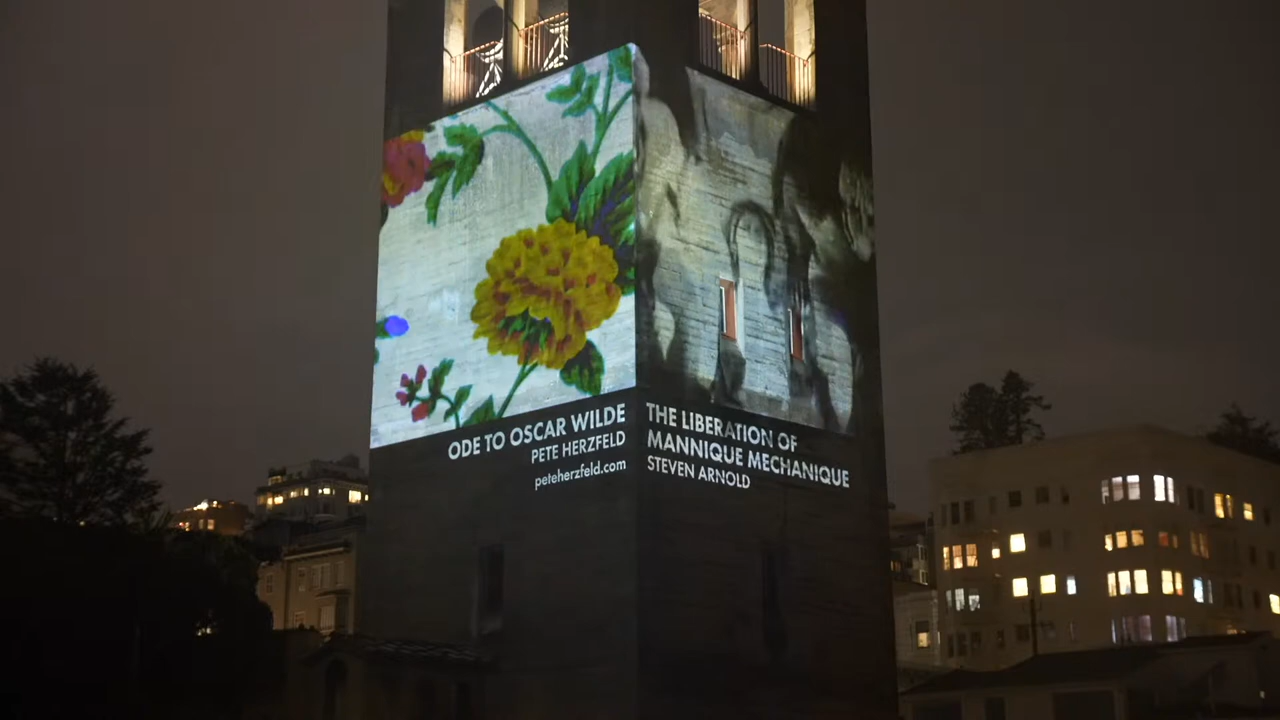 ODE TO OSCAR WILDE
PETE HERZFELD
peteherzfeld.com
THE LIBERATION OF
MANNIQUE MECHANIQUE
STEVEN ARNOLD